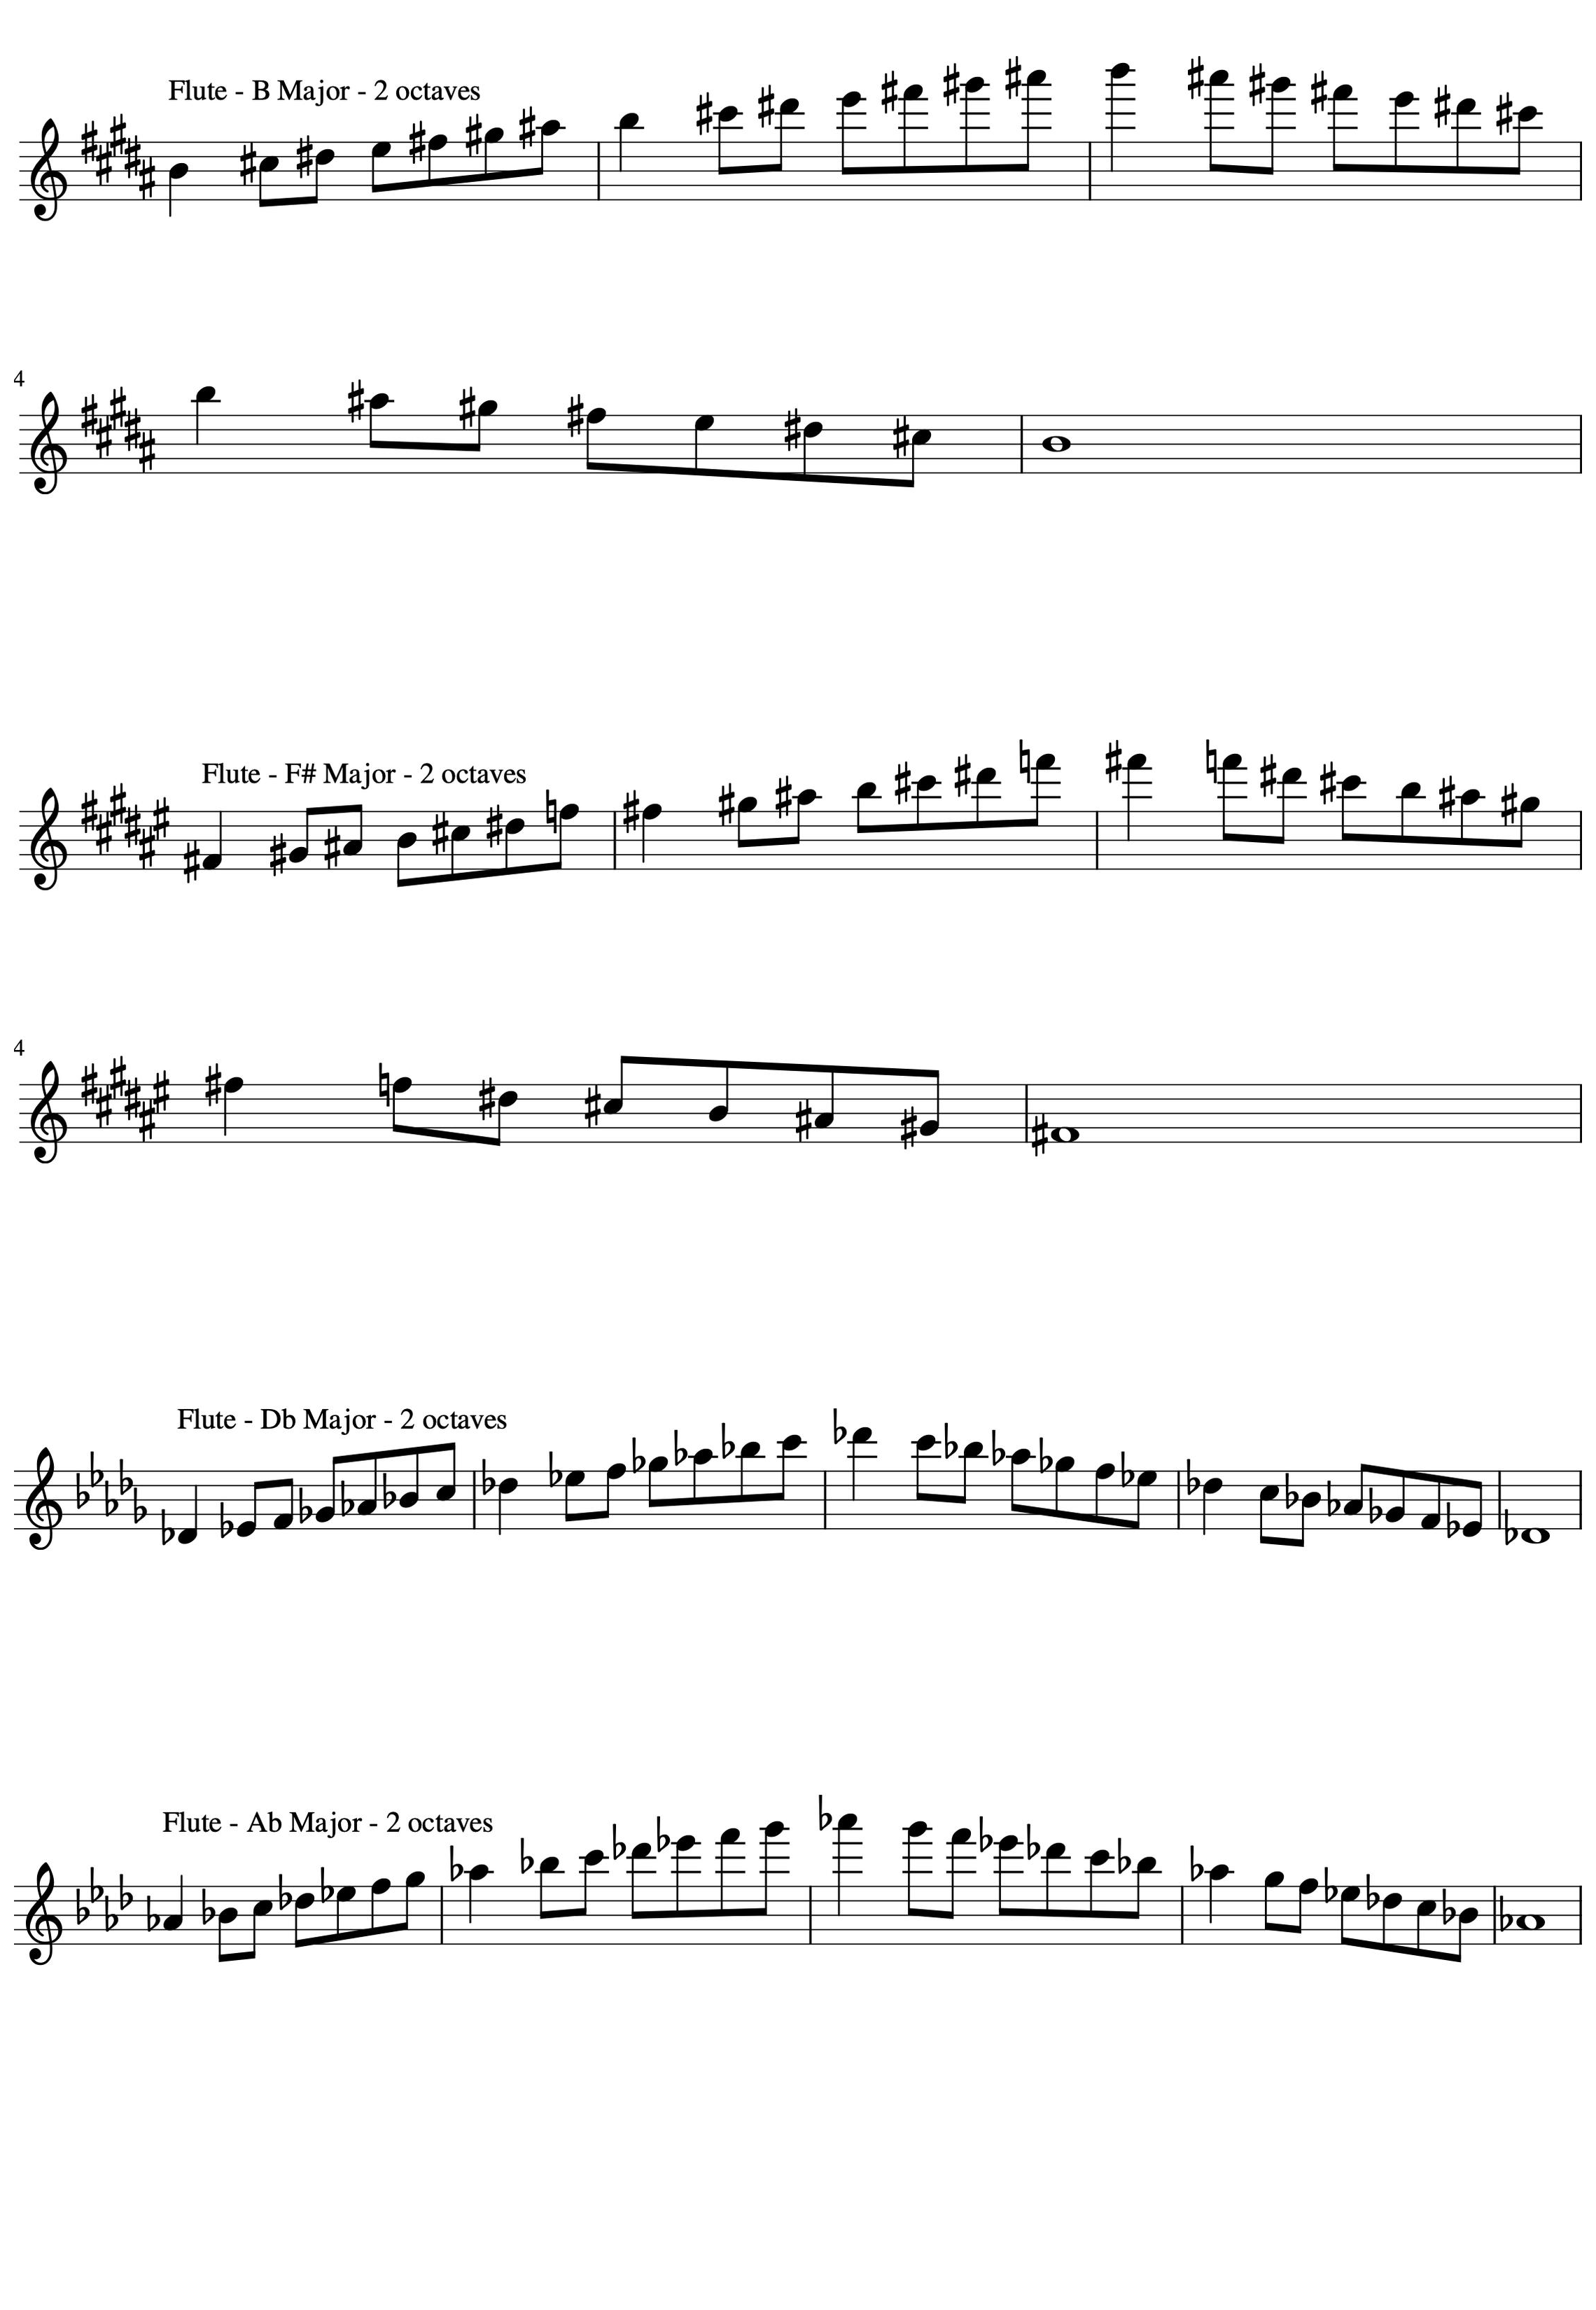 Flute - B Major - 2 octaves
4
Flute - F# Major - 2 octaves
4
Flute - Db Major - 2 octaves
Flute - Ab Major - 2 octaves